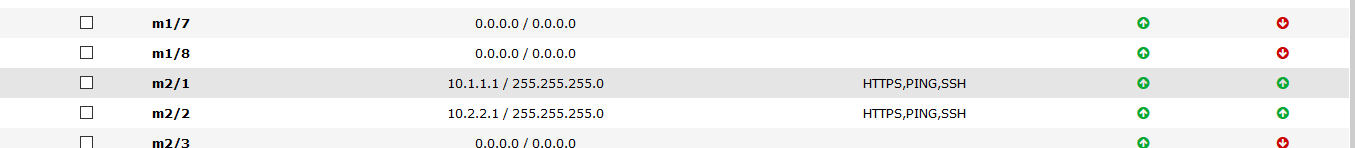 m1/7 0.0.0.0 / 0.0.0.0
m1/8 0.0.0.0 / 0.0.0.0
m2/1 10.1.1.1 / 255.255.255.0 HTTPS,PING,SSH
m2/2 10.2.2.1 / 255.255.255.0 HTTPS,PING,SSH
m2/3 0.0.0.0 / 0.0.0.0